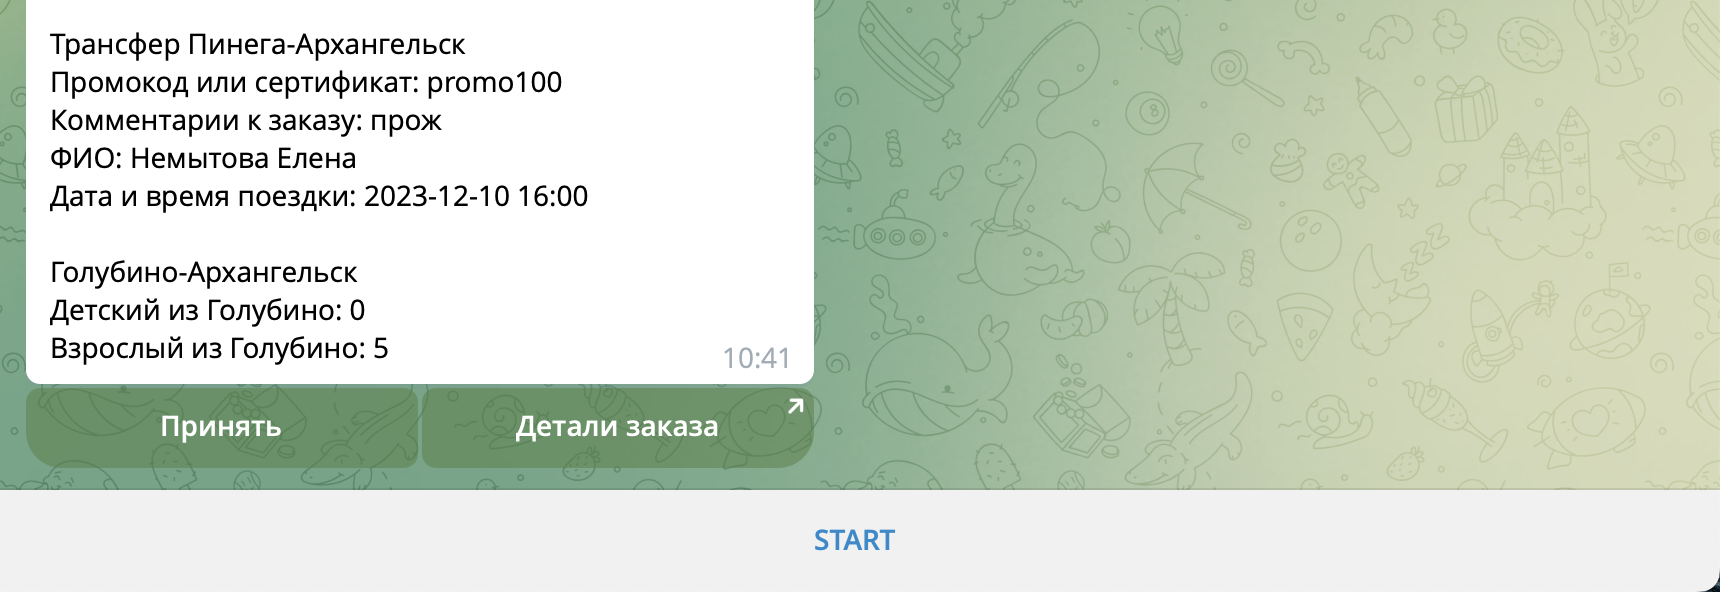 Трансфер Пинега-Архангельск
Промокод или сертификат: promo100
Комментарии к заказу: прож
ФИО: Немытова Елена
Дата и время поездки: 2023-12-10 16:00
Голубино-Архангельск
Детский из Голубино: 0
Взрослый из Голубино: 5
10:41
Принять
Детали заказа
START